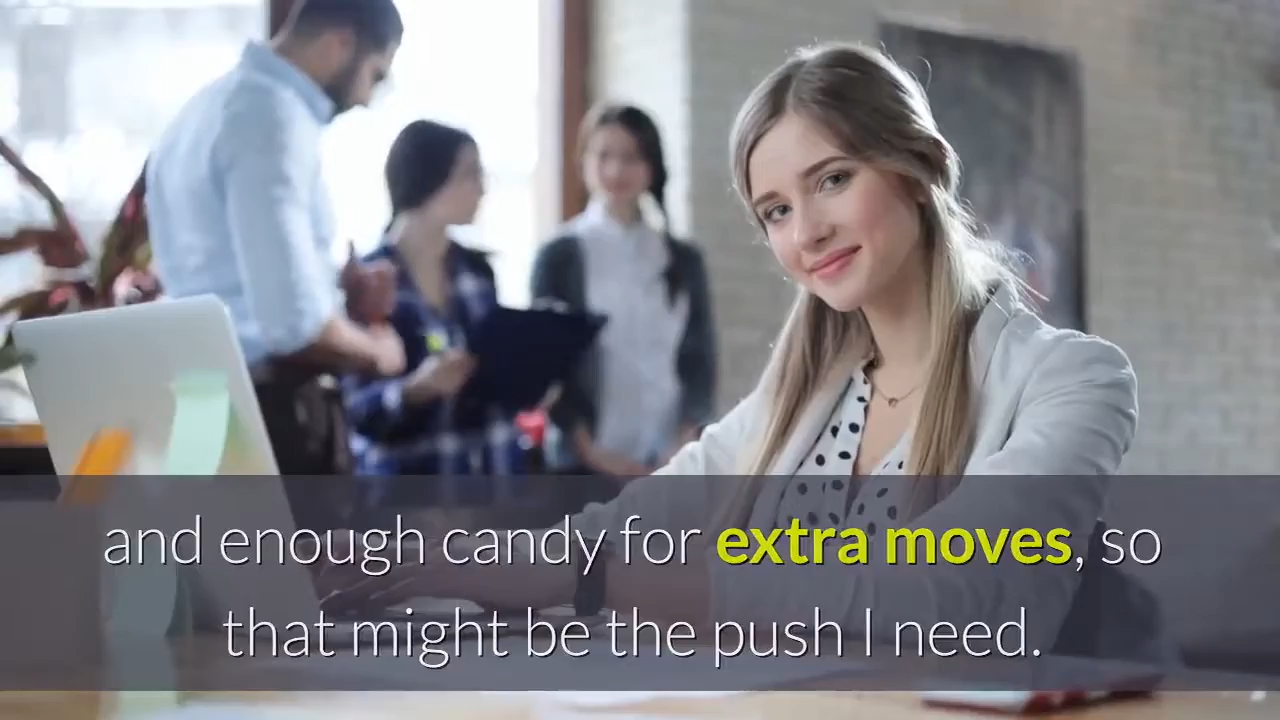 and enough candy for extra moves, so
that might be the push I need.